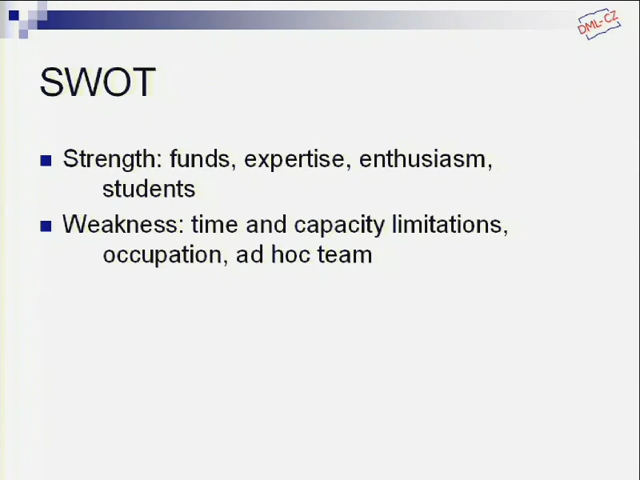 DML-CZ
SWOT
Strength: funds, expertise, enthusiasm,
students
Weakness: time and capacity limitations,
occupation, ad hoc team